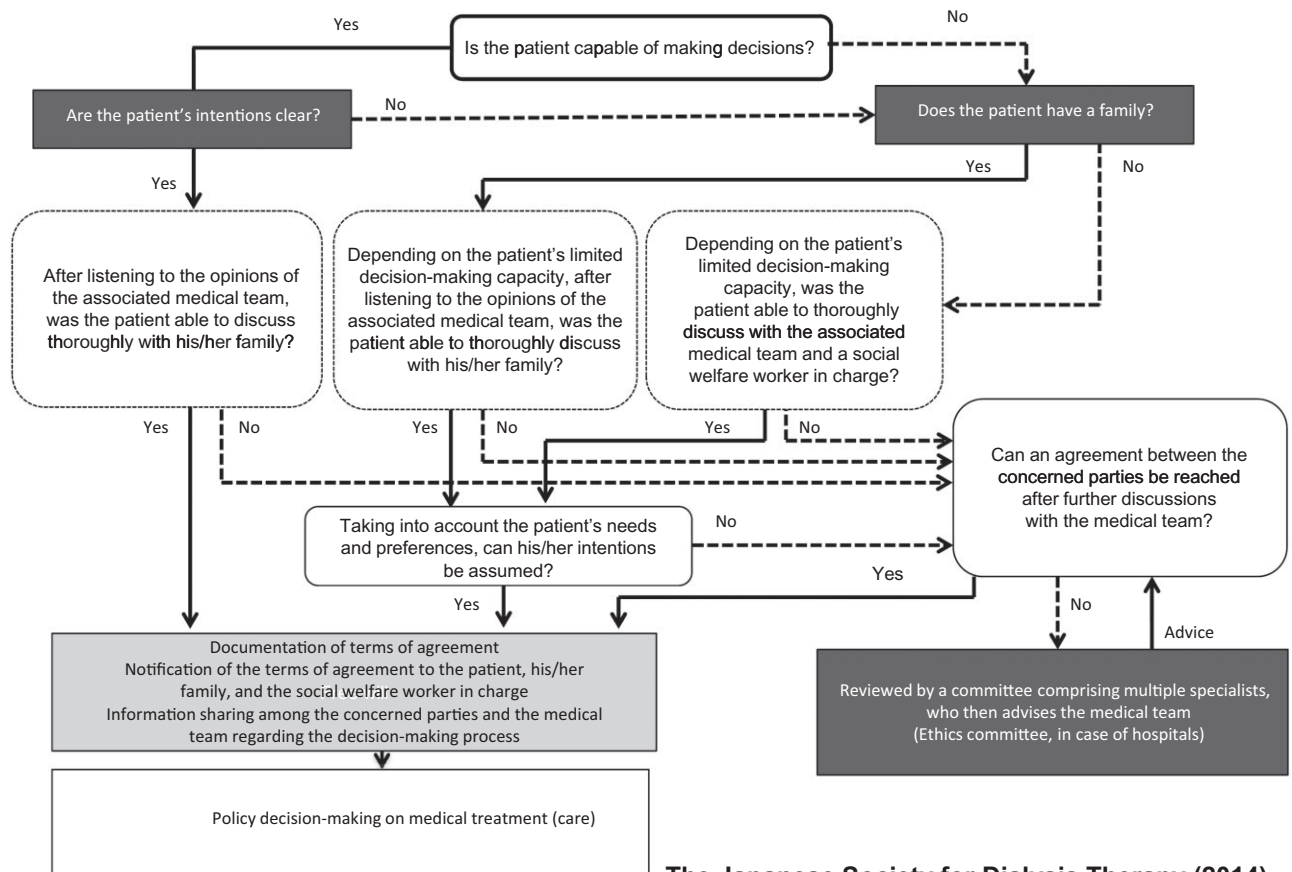 Yes
Is the patient capable of making decisions?
No
Are the patient's intentions clear?
No
Does the patient have a family?
Yes
Yes
No
After listening to the opinions of
the associated medical team,
was the patient able to discuss
thoroughly with his/her family?
Depending on the patient's limited
decision-making capacity, after
listening to the opinions of the
associated medical team, was the
patient able to thoroughly discuss
with his/her family?
Depending on the patient's
limited decision-making
capacity, was the
patient able to thoroughly
discuss with the associated
medical team and a social
welfare worker in charge?
Yes
No
Yes
No
Yes
No
Can an agreement between the
concerned parties be reached
after further discussions
with the medical team?
Taking into account the patient's needs
and preferences, can his/her intentions
be assumed?
No
Yes
Yes
No
Advice
Documentation of terms of agreement
Notification of the terms of agreement to the patient, his/her
family, and the social welfare worker in charge
Information sharing among the concerned parties and the medical
team regarding the decision-making process
Reviewed by a committee comprising multiple specialists,
who then advises the medical team
(Ethics committee, in case of hospitals)
Policy decision-making on medical treatment (care)
The Japanese Society for Dialysis Therapy (2014)